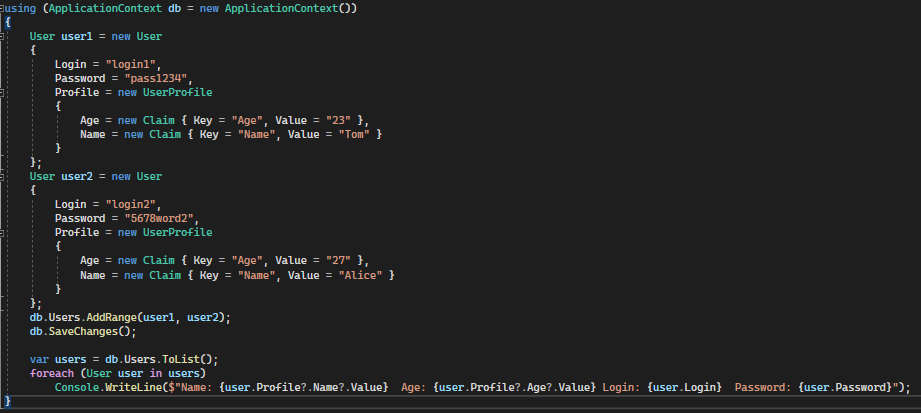 using (ApplicationContext db = new ApplicationContext())
{
    User user1 = new User
    {
        Login = "login1",
        Password = "pass1234",
        Profile = new UserProfile
        {
            Age = new Claim { Key = "Age", Value = "23" },
            Name = new Claim { Key = "Name", Value = "Tom" }
        }
    };
    User user2 = new User
    {
        Login = "login2",
        Password = "5678word2",
        Profile = new UserProfile
        {
            Age = new Claim { Key = "Age", Value = "27" },
            Name = new Claim { Key = "Name", Value = "Alice" }
        }
    };
    db.Users.AddRange(user1, user2);
    db.SaveChanges();

    var users = db.Users.ToList();
    foreach (User user in users)
        Console.WriteLine($"Name: {user.Profile?.Name?.Value}  Age: {user.Profile?.Age?.Value} Login: {user.Login}  Password: {user.Password}");
}